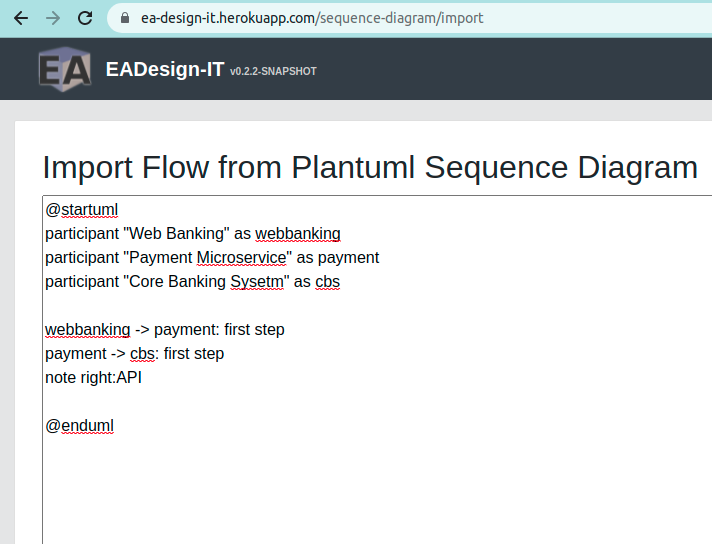 ea-design-it.herokuapp.com/sequence-diagram/import
EA EADesign-IT v0.2.2-SNAPSHOT
Import Flow from Plantuml Sequence Diagram
@startuml
participant "Web Banking" as webbanking
participant "Payment Microservice" as payment
participant "Core Banking Sysetm" as cbs
webbanking -> payment: first step
payment -> cbs: first step
note right:API
@enduml